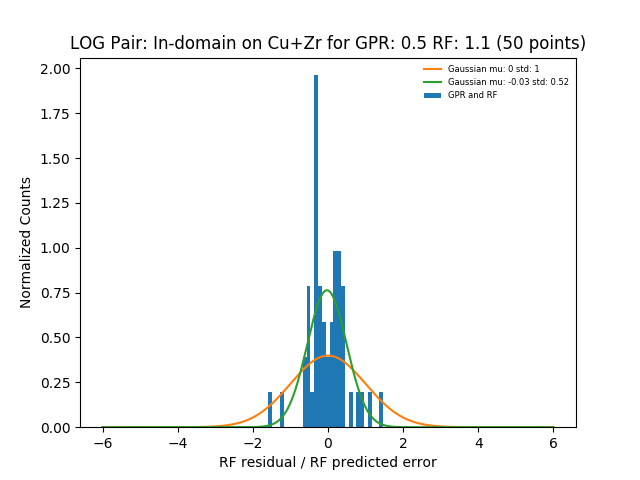 LOG Pair: In-domain on Cu+Zr for GPR: 0.5 RF: 1.1 (50 points)
Gaussian mu: 0 std: 1
Gaussian mu: -0.03 std: 0.52
GPR and RF
Normalized Counts
2.00
1.75
1.50
1.25
1.00
0.75
0.50
0.25
0.00
−6
−4
−2
0
2
4
6
RF residual / RF predicted error